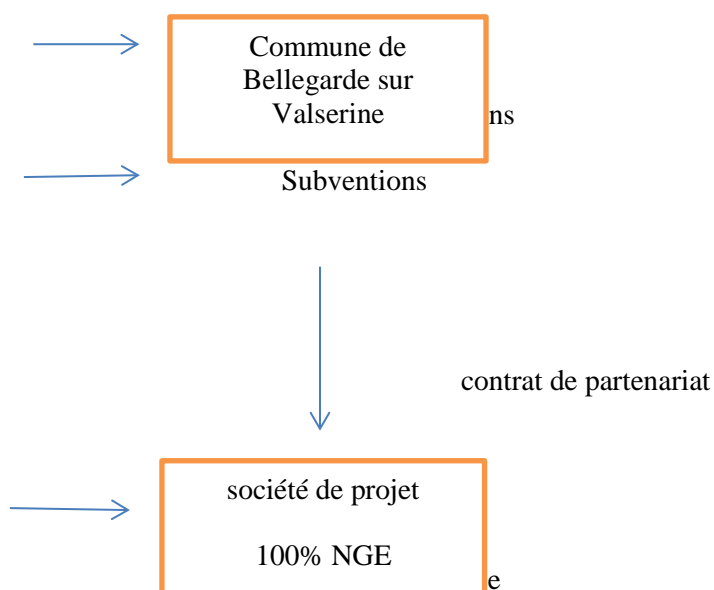 Commune de
Bellegarde sur
Valserine
ns
Subventions
contrat de partenariat
société de projet
100% NGE
e